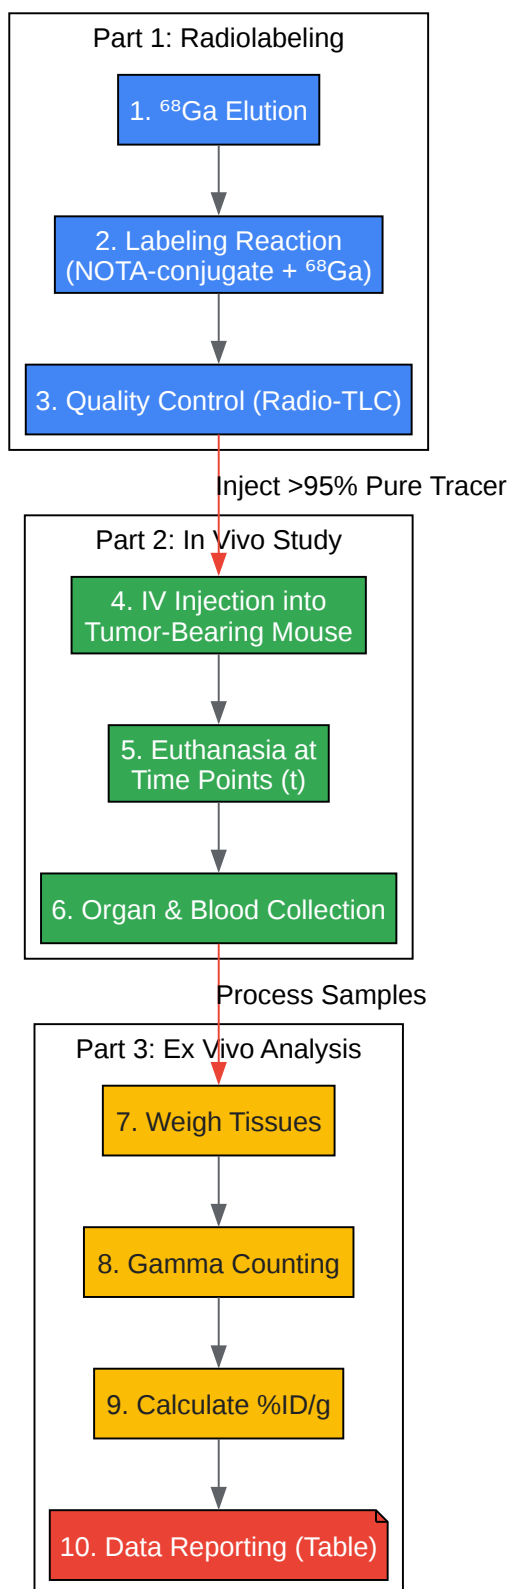 Part 1: Radiolabeling
1. ⁶⁸Ga Elution
2. Labeling Reaction
(NOTA-conjugate + ⁶⁸Ga)
3. Quality Control (Radio-TLC)
Inject >95% Pure Tracer
Part 2: In Vivo Study
4. IV Injection into
Tumor-Bearing Mouse
5. Euthanasia at
Time Points (t)
6. Organ & Blood Collection
Process Samples
Part 3: Ex Vivo Analysis
7. Weigh Tissues
8. Gamma Counting
9. Calculate %ID/g
10. Data Reporting (Table)